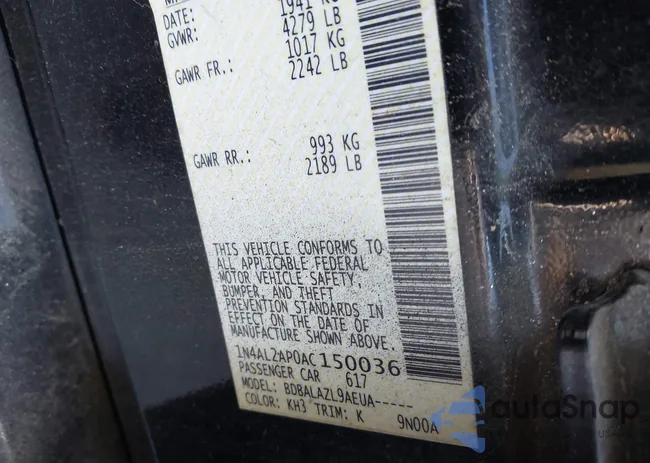 DATE: 1941
GVWR: 4279 LB
1017 KG
GAWR FR.: 2242 LB
993 KG
GAWR RR.: 2189 LB
THIS VEHICLE CONFORMS TO
ALL APPLICABLE FEDERAL
MOTOR VEHICLE SAFETY,
BUMPER, AND THEFT
PREVENTION STANDARDS IN
EFFECT ON THE DATE OF
MANUFACTURE SHOWN ABOVE.
1N4AL2AP0AC150036
PASSENGER CAR 617
MODEL: BDBALAZL9AEUA-----
COLOR: KH3 TRIM: K 9N00A
autoSnap